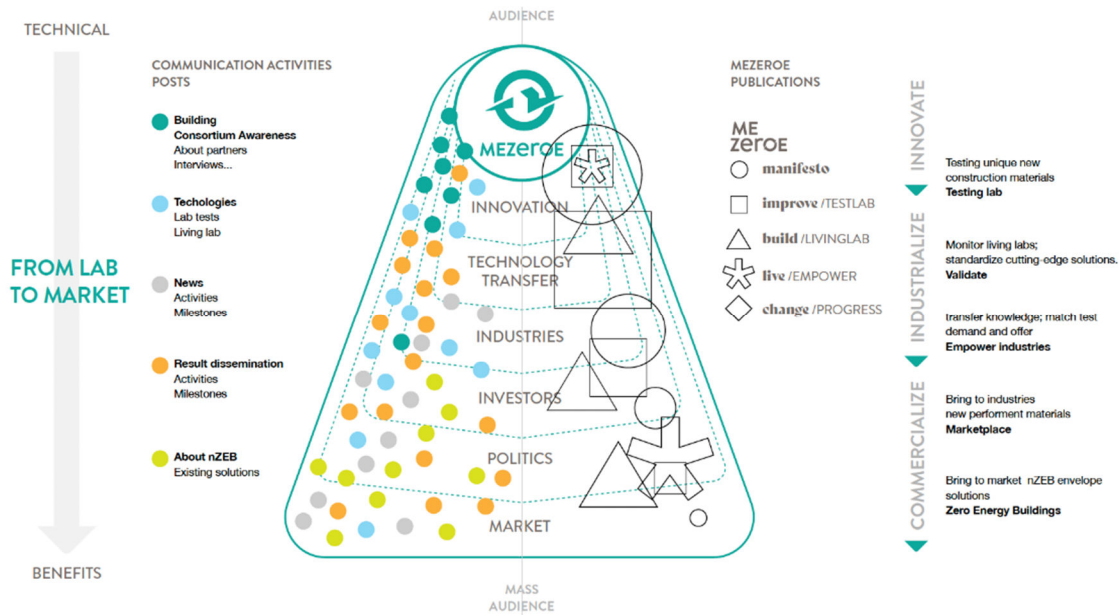 TECHNICAL
FROM LAB
TO MARKET
BENEFITS
COMMUNICATION ACTIVITIES
POSTS
Building
Consortium Awareness
About partners
Interviews...
Techologies
Lab tests
Living lab
News
Activities
Milestones
Result dissemination
Activities
Milestones
About nZEB
Existing solutions
AUDIENCE
MEZeroe
INNOVATION
TECHNOLOGY
TRANSFER
INDUSTRIES
INVESTORS
POLITICS
MARKET
MASS
AUDIENCE
MEZEROE
PUBLICATIONS
ME
zeroe
manifesto
improve /TESTLAB
build /LIVINGLAB
live /EMPOWER
change /PROGRESS
INNOVATE
INDUSTRIALIZE
COMMERCIALIZE
Testing unique new
construction materials
Testing lab
Monitor living labs;
standardize cutting-edge solutions.
Validate
transfer knowledge; match test
demand and offer
Empower industries
Bring to industries
new performent materials
Marketplace
Bring to market nZEB envelope
solutions
Zero Energy Buildings